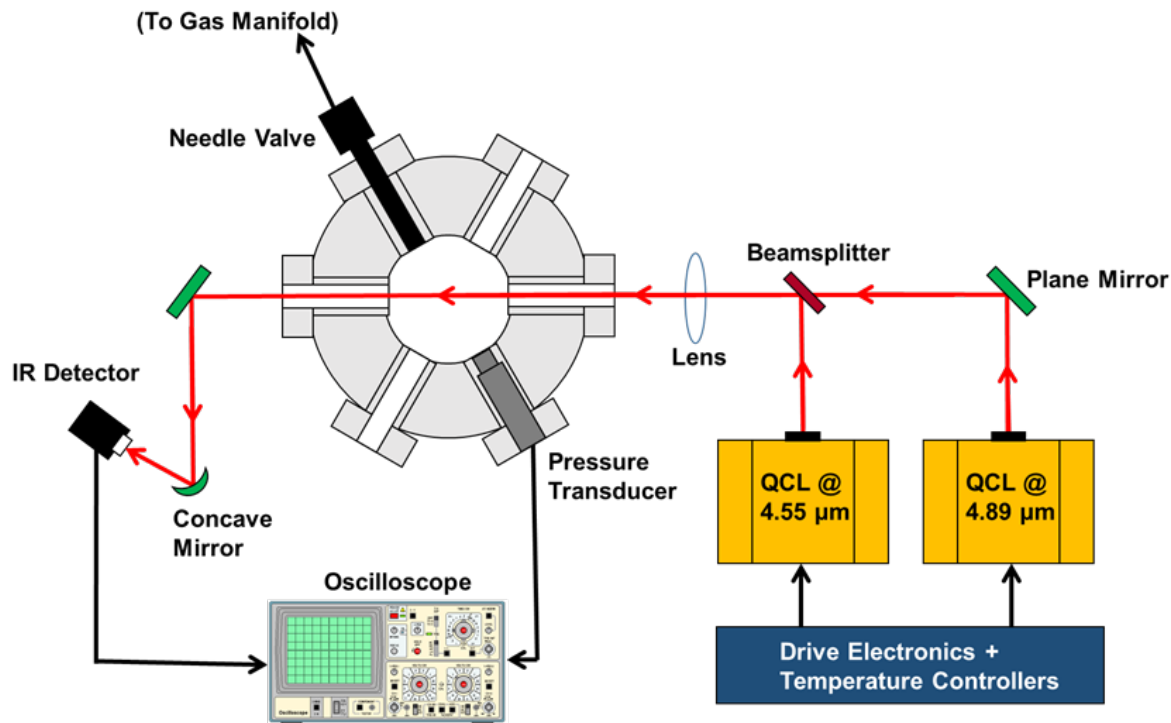 (To Gas Manifold)
Needle Valve
Beamsplitter
Plane Mirror
Lens
IR Detector
Pressure
Transducer
QCL @
4.55 µm
QCL @
4.89 µm
Concave
Mirror
Oscilloscope
Drive Electronics +
Temperature Controllers
Oscilloscope